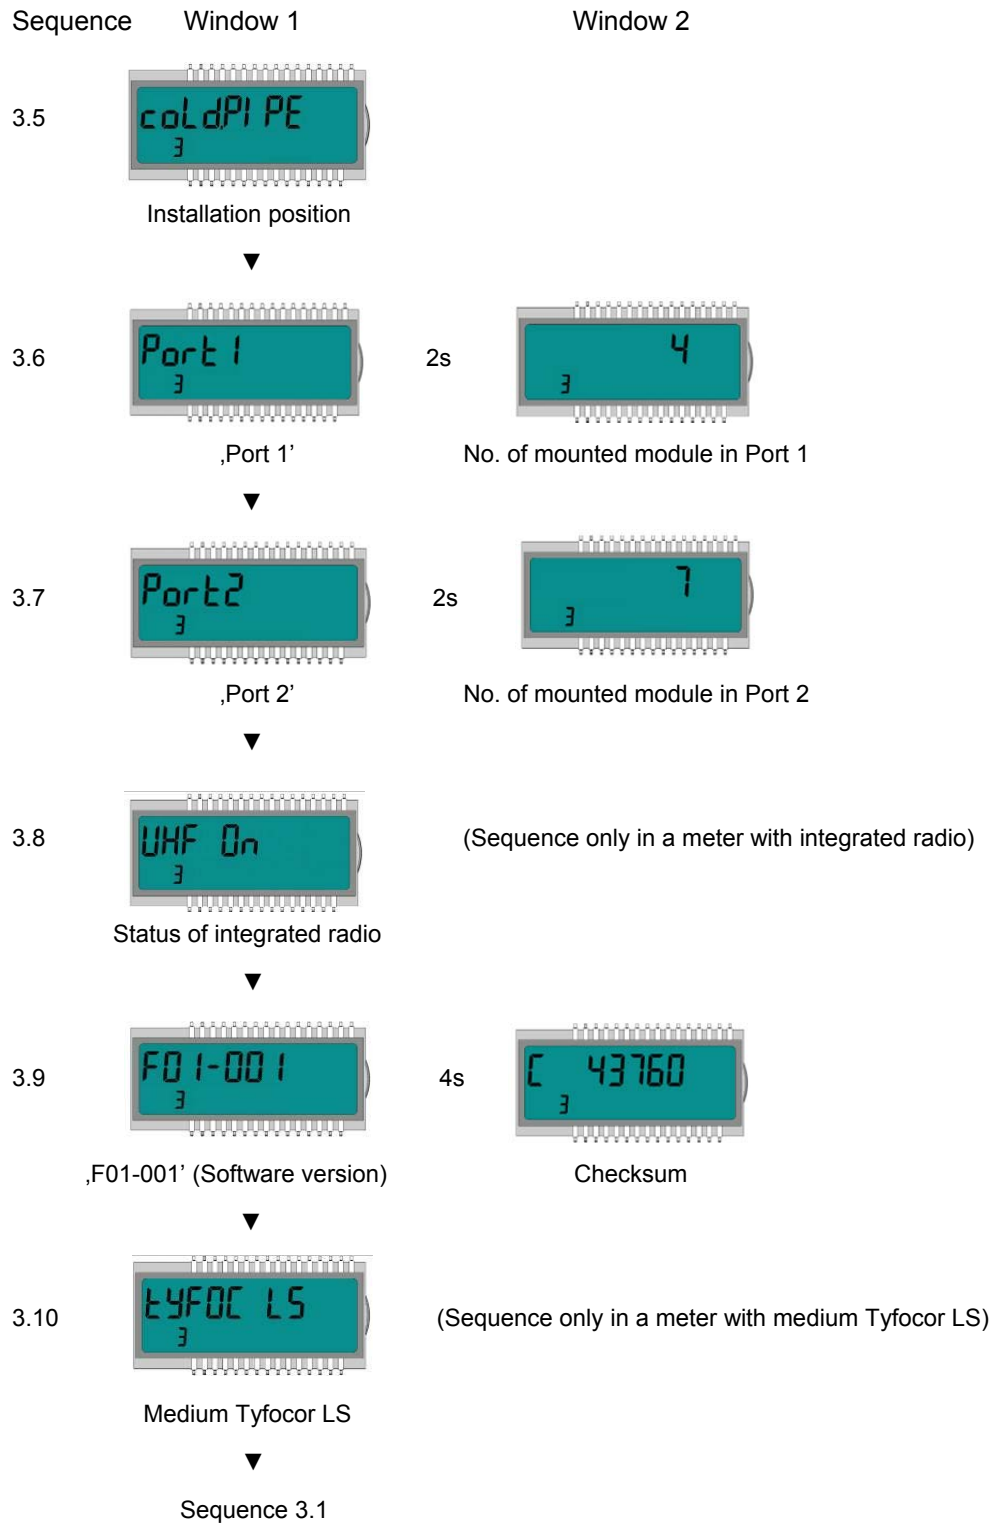 Sequence Window 1 Window 2
3.5
coLd,PI PE
3
Installation position
▼
3.6
Port 1
3
2s
4
3
‚Port 1’ No. of mounted module in Port 1
▼
3.7
Port2
3
2s
7
3
‚Port 2’ No. of mounted module in Port 2
▼
3.8
UHF On
3
(Sequence only in a meter with integrated radio)
Status of integrated radio
▼
3.9
F01-001
3
4s
C 43760
3
‚F01-001’ (Software version) Checksum
▼
3.10
tYFOC LS
3
(Sequence only in a meter with medium Tyfocor LS)
Medium Tyfocor LS
▼
Sequence 3.1